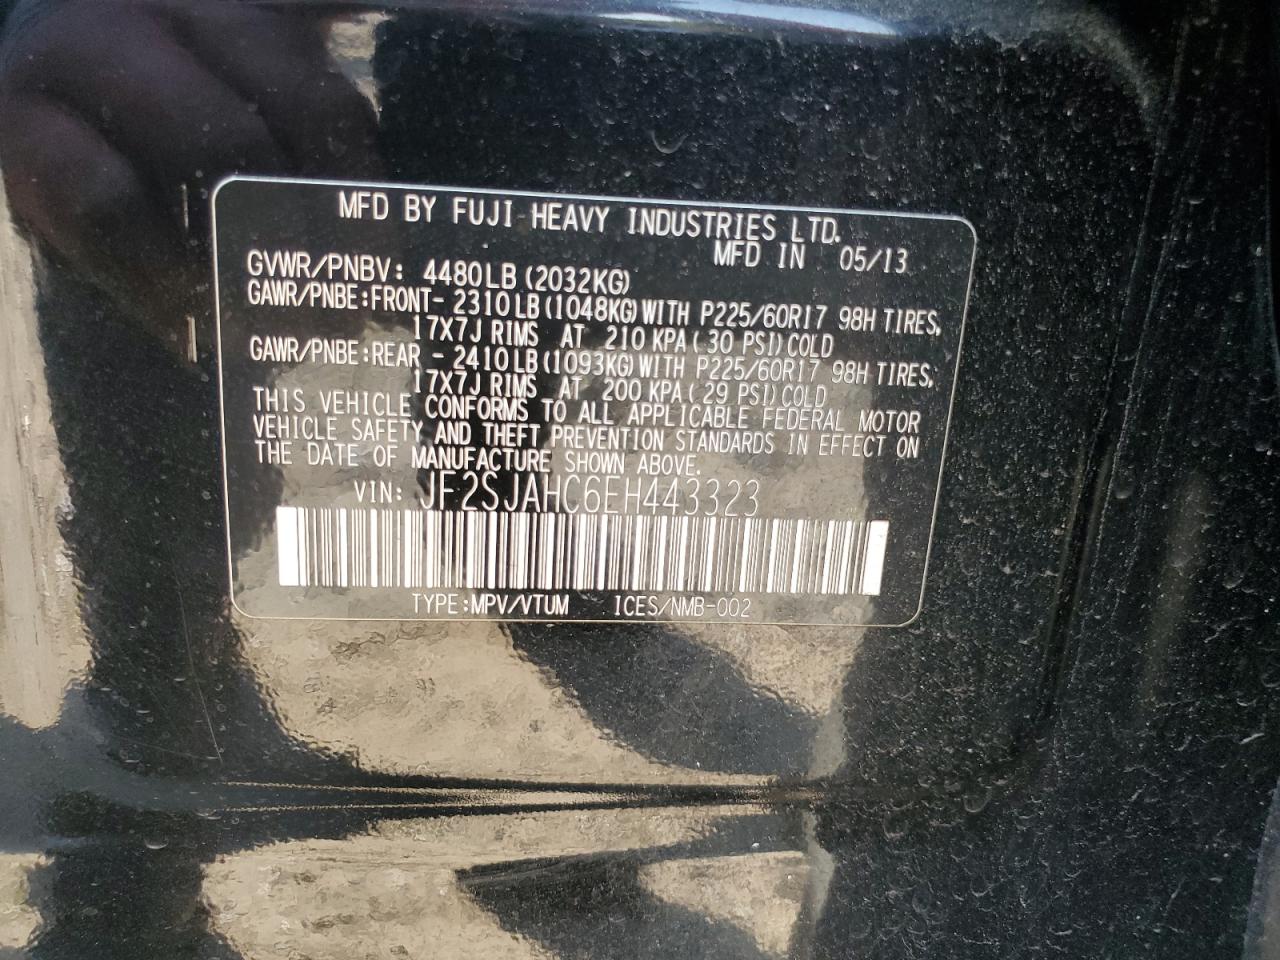 MFD BY FUJI HEAVY INDUSTRIES LTD.
MFD IN 05/13
GVWR/PNBV: 4480LB (2032KG)
GAWR/PNBE:FRONT- 2310LB (1048KG) WITH P225/60R17 98H TIRES,
17X7J RIMS AT 210 KPA (30 PSI) COLD
GAWR/PNBE:REAR - 2410LB (1093KG) WITH P225/60R17 98H TIRES,
17X7J RIMS AT 200 KPA (29 PSI) COLD
THIS VEHICLE CONFORMS TO ALL APPLICABLE FEDERAL MOTOR
VEHICLE SAFETY AND THEFT PREVENTION STANDARDS IN EFFECT ON
THE DATE OF MANUFACTURE SHOWN ABOVE.
VIN: JF2SJAHC6EH443323
TYPE:MPV/VTUM ICES/NMB-002